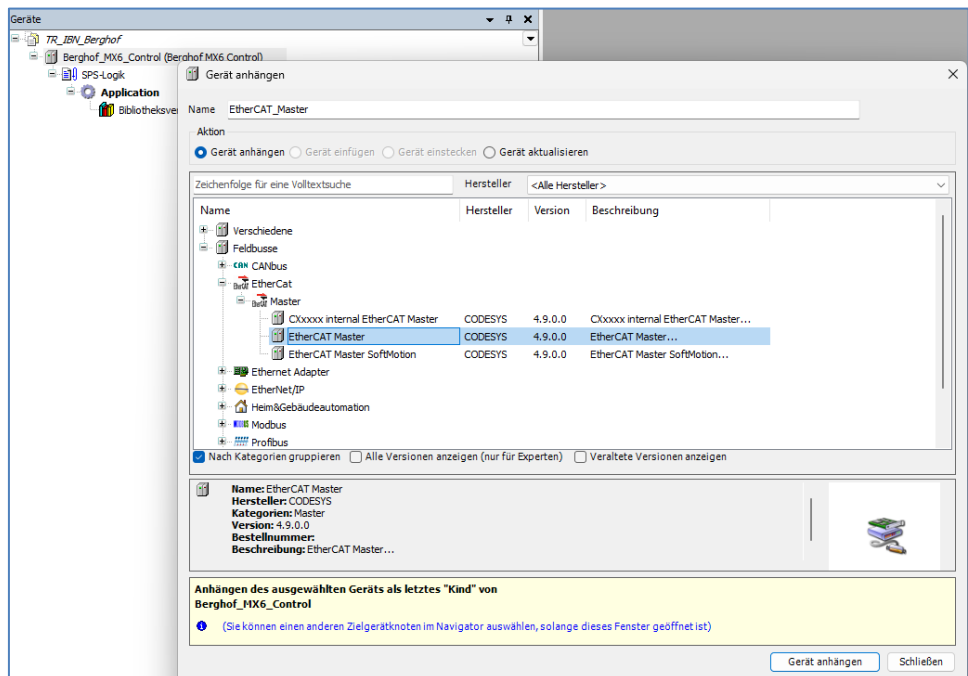 Geräte
TR_IBN_Berghof
Berghof_MX6_Control (Berghof MX6 Control)
SPS-Logik
Application
Bibliotheksver
Gerät anhängen
Name EtherCAT_Master
Aktion
Gerät anhängen Gerät einfügen Gerät einstecken Gerät aktualisieren
Zeichenfolge für eine Volltextsuche Hersteller <Alle Hersteller>
Name Hersteller Version Beschreibung
Verschiedene
Feldbusse
CAN CANbus
EtherCat
Master
CXxxxx internal EtherCAT Master CODESYS 4.9.0.0 CXxxxx internal EtherCAT Master...
EtherCAT Master CODESYS 4.9.0.0 EtherCAT Master...
EtherCAT Master SoftMotion CODESYS 4.9.0.0 EtherCAT Master SoftMotion...
Ethernet Adapter
EtherNet/IP
Heim&Gebäudeautomation
Modbus
Profibus
Nach Kategorien gruppieren Alle Versionen anzeigen (nur für Experten) Veraltete Versionen anzeigen
Name: EtherCAT Master
Hersteller: CODESYS
Kategorien: Master
Version: 4.9.0.0
Bestellnummer:
Beschreibung: EtherCAT Master...
Anhängen des ausgewählten Geräts als letztes "Kind" von
Berghof_MX6_Control
(Sie können einen anderen Zielgerätknoten im Navigator auswählen, solange dieses Fenster geöffnet ist)
Gerät anhängen Schließen